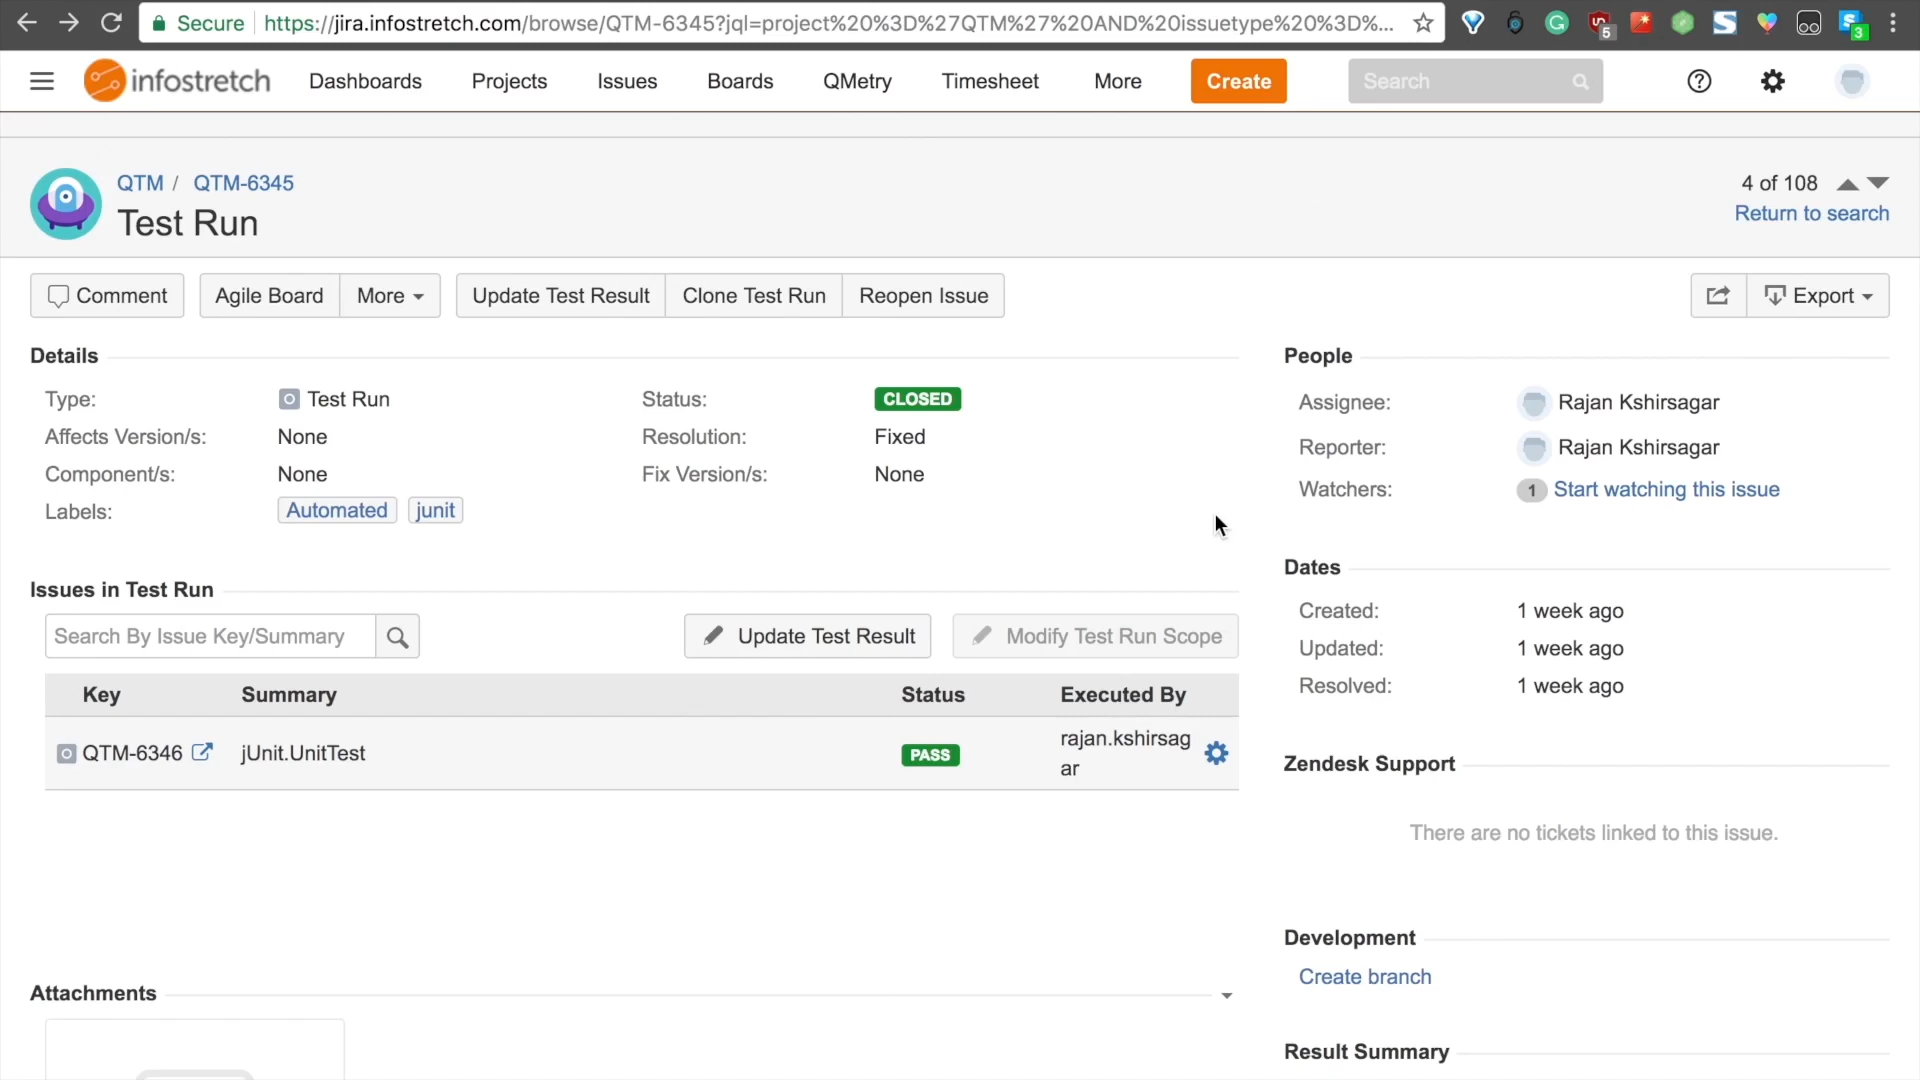 Secure https://jira.infostretch.com/browse/QTM-6345?jql=project%20%3D%27QTM%27%20AND%20issuetype%20%3D%...
5
3
infostretch Dashboards Projects Issues Boards QMetry Timesheet More Create Search
QTM / QTM-6345
Test Run
4 of 108
Return to search
Comment Agile Board More Update Test Result Clone Test Run Reopen Issue Export
Details
Type: Test Run Status: CLOSED
Affects Version/s: None Resolution: Fixed
Component/s: None Fix Version/s: None
Labels: Automated junit
People
Assignee: Rajan Kshirsagar
Reporter: Rajan Kshirsagar
Watchers: 1 Start watching this issue
Dates
Created: 1 week ago
Updated: 1 week ago
Resolved: 1 week ago
Issues in Test Run
Search By Issue Key/Summary Update Test Result Modify Test Run Scope
Key Summary Status Executed By
QTM-6346 jUnit.UnitTest PASS rajan.kshirsag
ar
Zendesk Support
There are no tickets linked to this issue.
Development
Create branch
Attachments
Result Summary